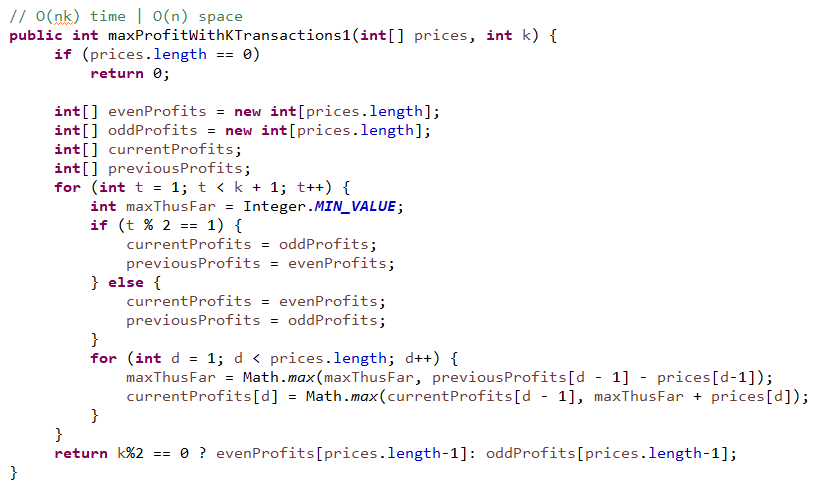 // O(nk) time | O(n) space
public int maxProfitWithKTransactions1(int[] prices, int k) {
if (prices.length == 0)
return 0;
int[] evenProfits = new int[prices.length];
int[] oddProfits = new int[prices.length];
int[] currentProfits;
int[] previousProfits;
for (int t = 1; t < k + 1; t++) {
int maxThusFar = Integer.MIN_VALUE;
if (t % 2 == 1) {
currentProfits = oddProfits;
previousProfits = evenProfits;
} else {
currentProfits = evenProfits;
previousProfits = oddProfits;
}
for (int d = 1; d < prices.length; d++) {
maxThusFar = Math.max(maxThusFar, previousProfits[d - 1] - prices[d-1]);
currentProfits[d] = Math.max(currentProfits[d - 1], maxThusFar + prices[d]);
}
}
return k%2 == 0 ? evenProfits[prices.length-1]: oddProfits[prices.length-1];
}